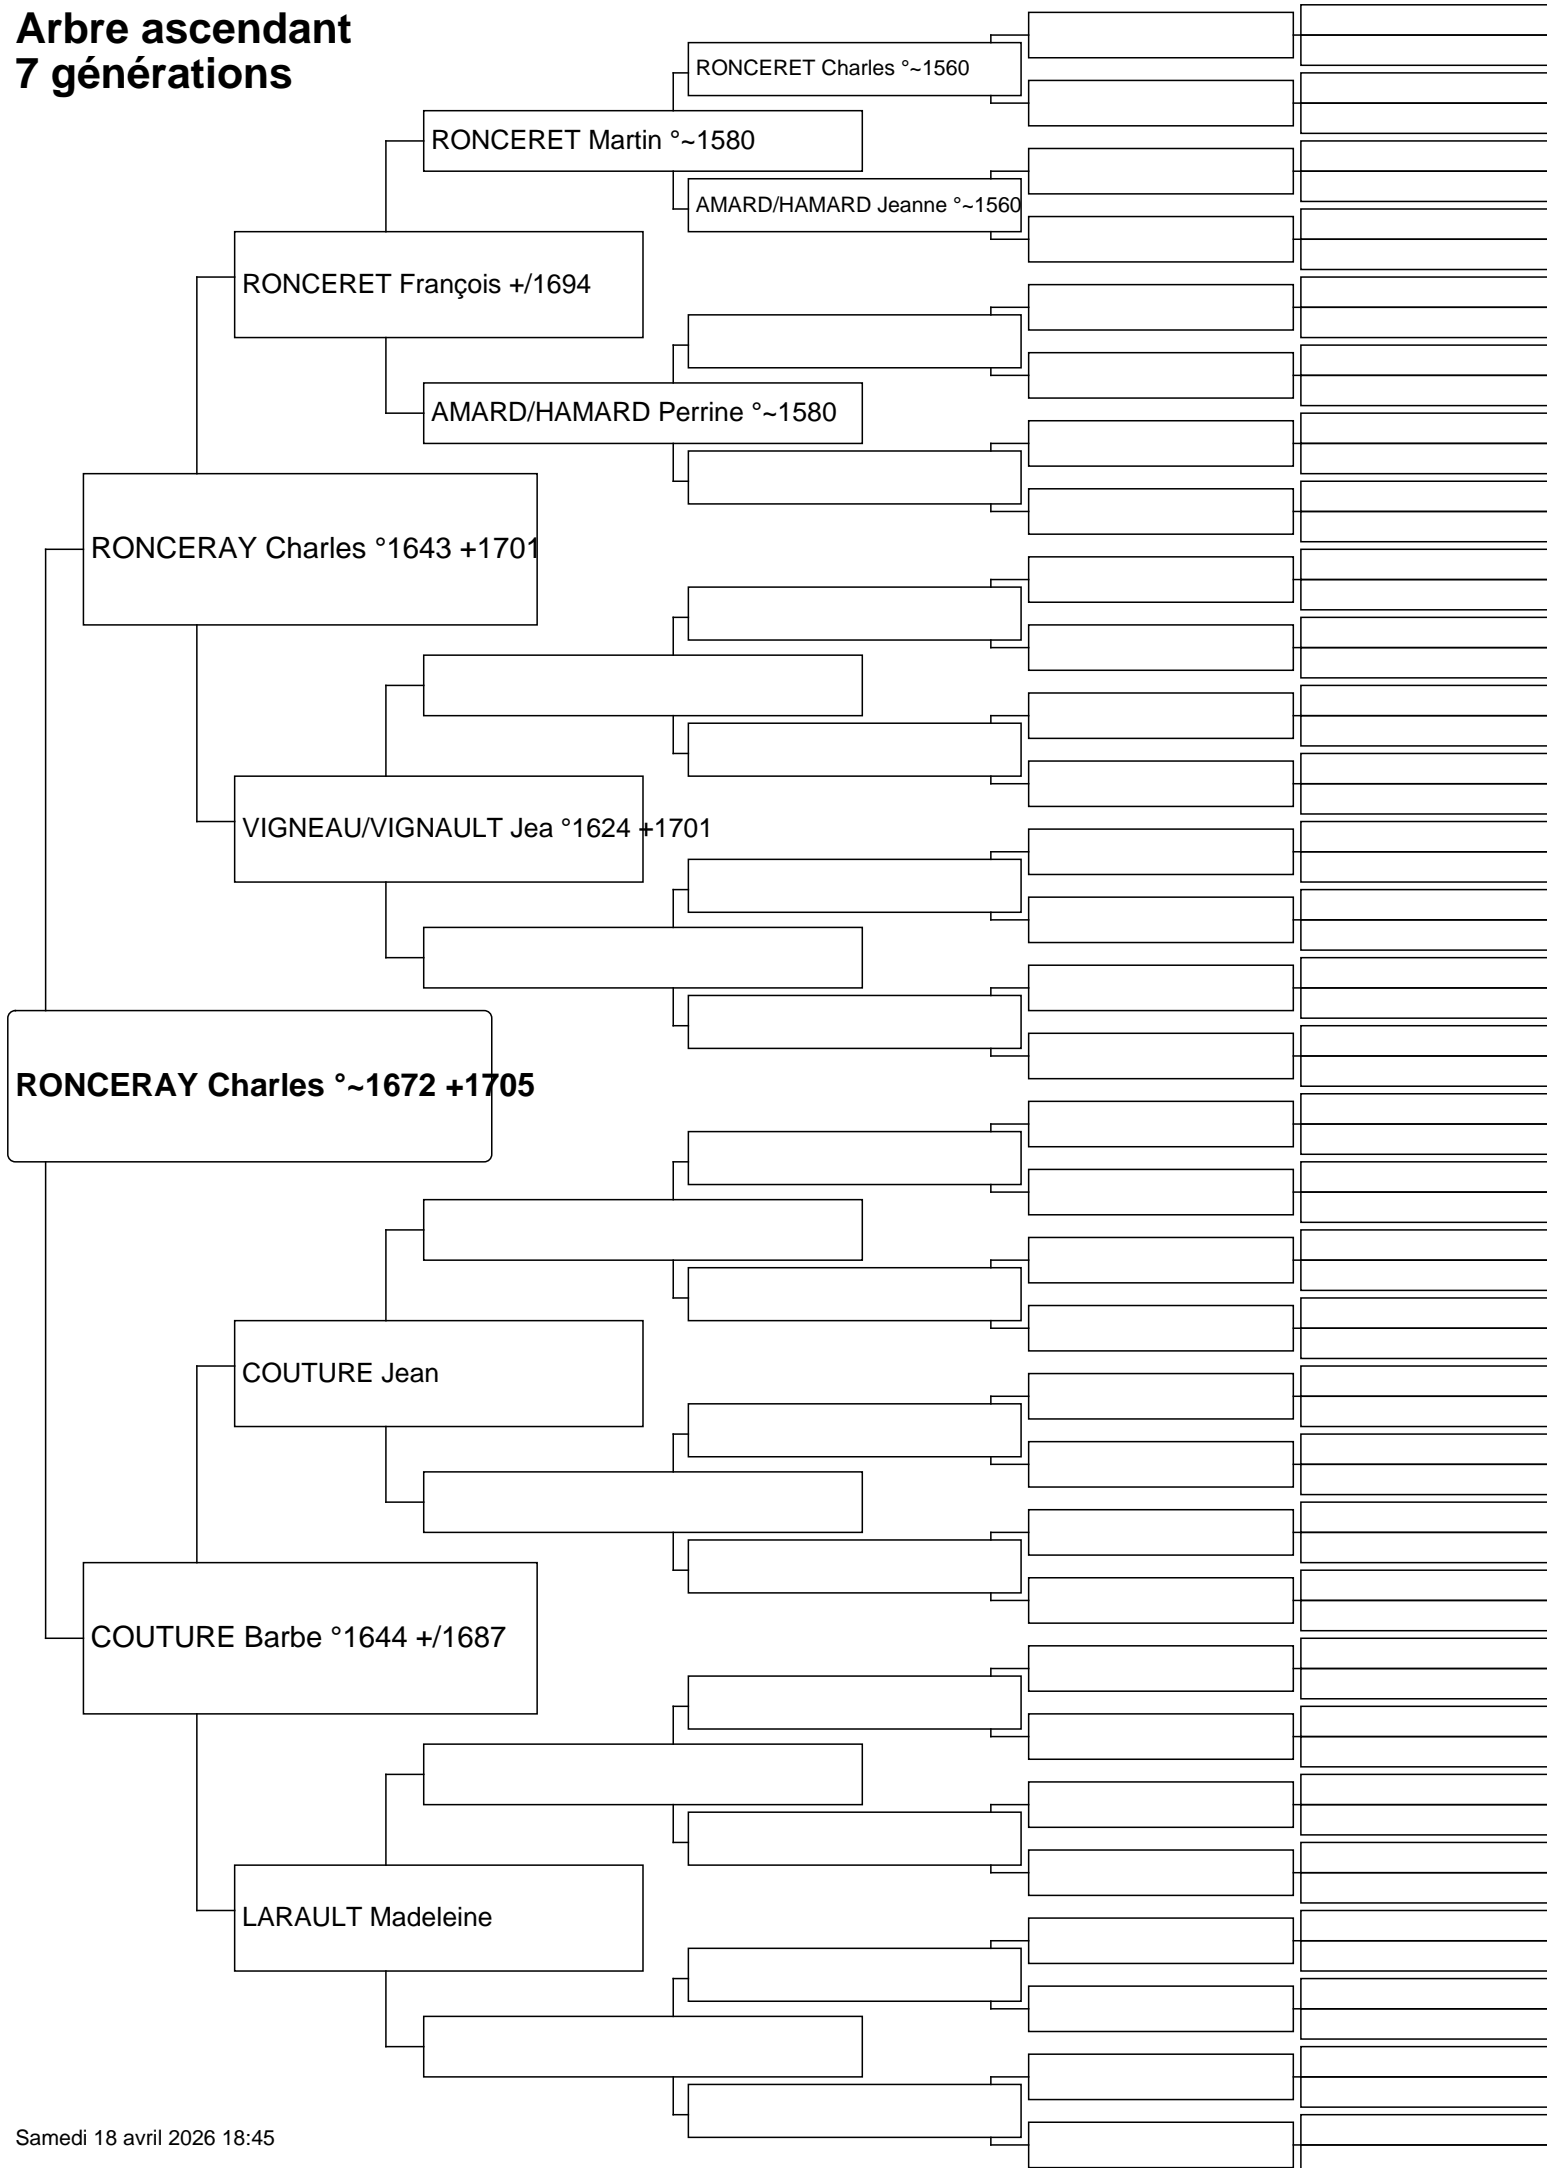 Arbre ascendant
7 générations
RONCERET Charles °~1560
RONCERET Martin °~1580
AMARD/HAMARD Jeanne °~1560
RONCERET François +/1694
AMARD/HAMARD Perrine °~1580
RONCERAY Charles °1643 +1701
VIGNEAU/VIGNAULT Jea °1624 +1701
RONCERAY Charles °~1672 +1705
COUTURE Jean
COUTURE Barbe °1644 +/1687
LARAULT Madeleine
Samedi 18 avril 2026 18:45